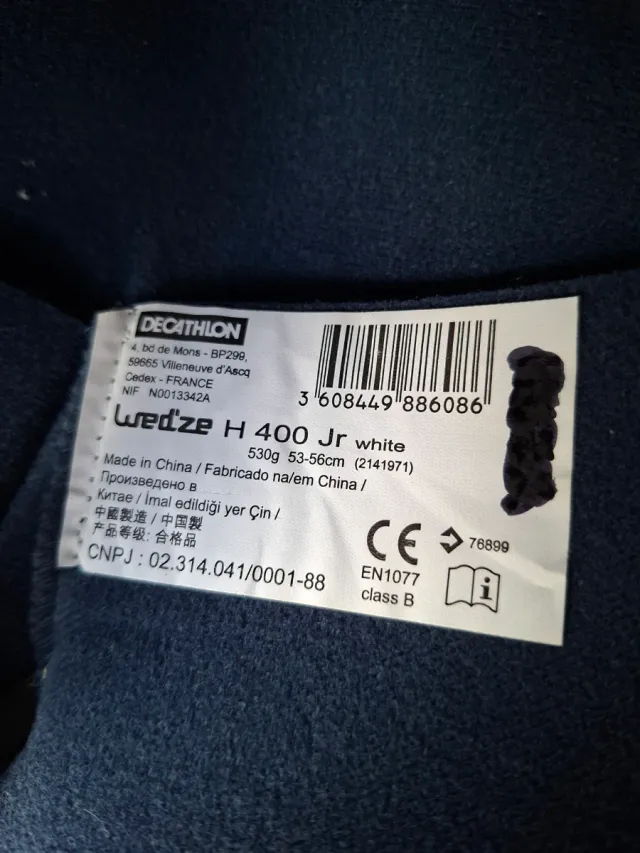 DECATHLON
4, bd de Mons - BP299,
59665 Villeneuve d'Ascq
Cedex - FRANCE
NIF N0013342A
3 608449 886086
wed'ze H 400 Jr white
530g 53-56cm (2141971)
Made in China / Fabricado na/em China /
Произведено в
Китае / İmal edildiği yer Çin /
中國製造 / 中国製
产品等级: 合格品
CNPJ : 02.314.041/0001-88
CE 76899
EN1077
class B
i